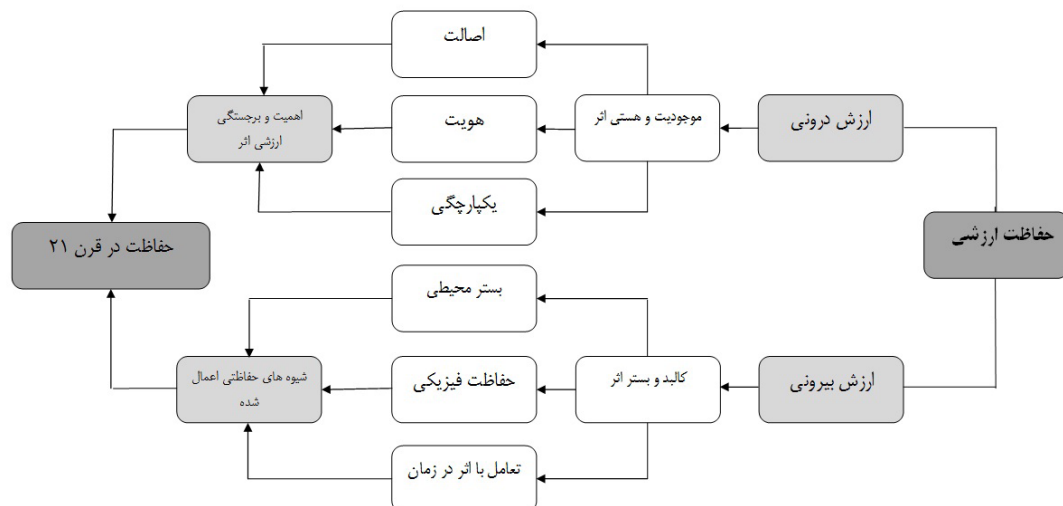 حفاظت ارزشی
ارزش درونی
موجودیت و هستی اثر
اصالت
هویت
یکپارچگی
اهمیت و برجستگی
ارزشی اثر
ارزش بیرونی
کالبد و بستر اثر
بستر محیطی
حفاظت فیزیکی
تعامل با اثر در زمان
شیوه های حفاظتی اعمال
شده
حفاظت در قرن ۲۱